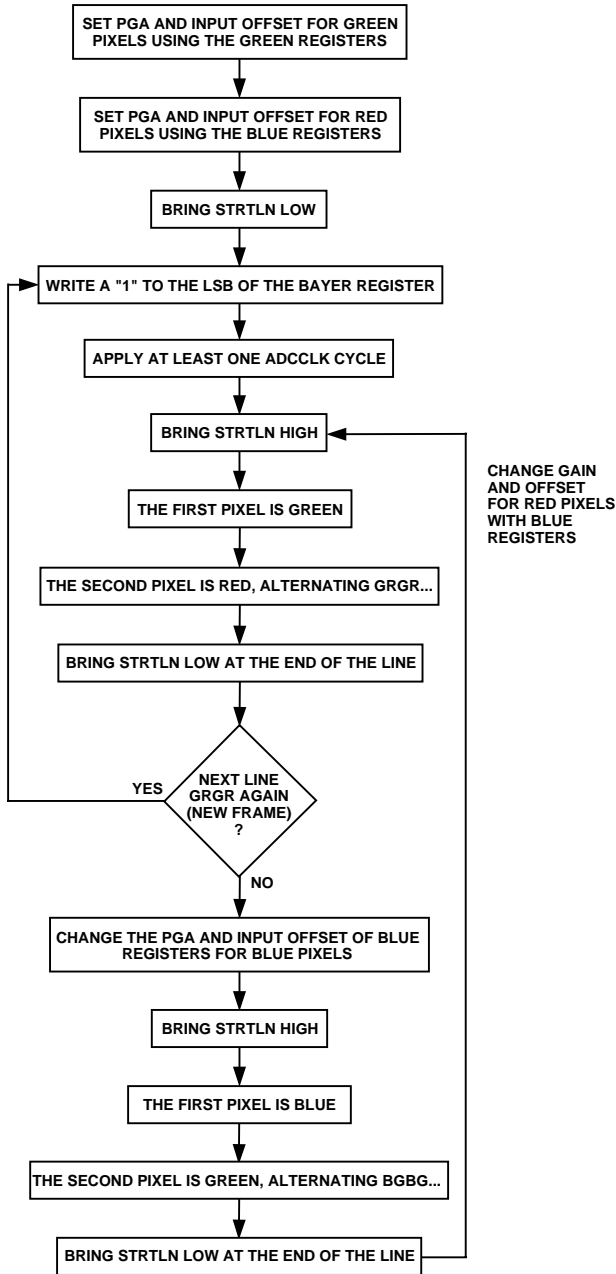 SET PGA AND INPUT OFFSET FOR GREEN
PIXELS USING THE GREEN REGISTERS
SET PGA AND INPUT OFFSET FOR RED
PIXELS USING THE BLUE REGISTERS
BRING STRTLN LOW
WRITE A "1" TO THE LSB OF THE BAYER REGISTER
APPLY AT LEAST ONE ADCCLK CYCLE
BRING STRTLN HIGH
CHANGE GAIN
AND OFFSET
FOR RED PIXELS
WITH BLUE
REGISTERS
THE FIRST PIXEL IS GREEN
THE SECOND PIXEL IS RED, ALTERNATING GRGR...
BRING STRTLN LOW AT THE END OF THE LINE
YES
NEXT LINE
GRGR AGAIN
(NEW FRAME)
?
NO
CHANGE THE PGA AND INPUT OFFSET OF BLUE
REGISTERS FOR BLUE PIXELS
BRING STRTLN HIGH
THE FIRST PIXEL IS BLUE
THE SECOND PIXEL IS GREEN, ALTERNATING BGBG...
BRING STRTLN LOW AT THE END OF THE LINE